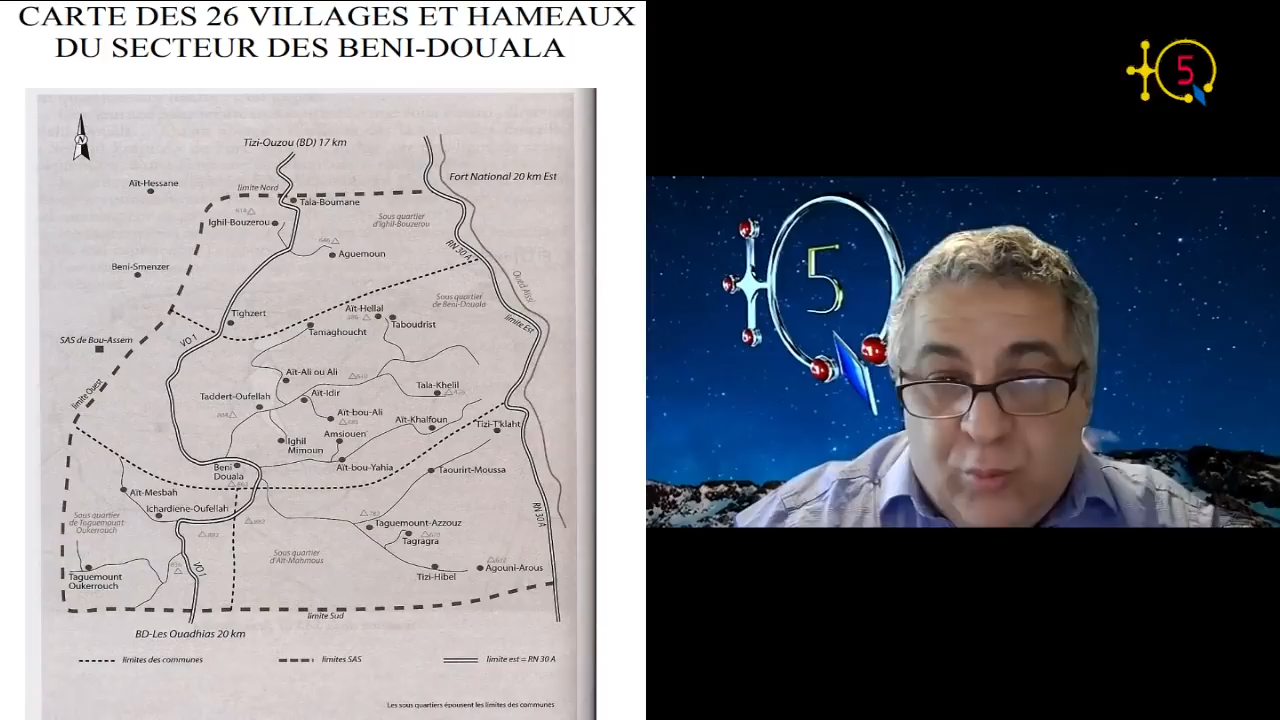 CARTE DES 26 VILLAGES ET HAMEAUX
DU SECTEUR DES BENI-DOUALA
5
5
N
Tizi-Ouzou (BD) 17 km
Fort National 20 km Est
Aït-Hessane
limite Nord
Tala-Boumane
Ighil-Bouzerou
Sous quartier
d'Ighil-Bouzerou
RN 30 A
Aguemoun
Beni-Smenzer
Oued Aïssi
Sous quartier
de Beni-Douala
Tighzert
Aït-Hellal
Taboudrist
Tamaghoucht
limite Est
VO 1
SAS de Bou-Assem
limite Ouest
Aït-Ali ou Ali
Taddert-Oufellah
Aït-Idir
Tala-Khelil
Aït-bou-Ali
Aït-Khalfoun
Tizi-T'klaht
Ighil
Mimoun
Amsiouen
Aït-bou-Yahia
Beni
Douala
Taourirt-Moussa
Aït-Mesbah
Ichardiene-Oufellah
RN 30 A
Sous quartier
de Taguemount
Oukerrouch
Taguemount-Azzouz
Tagragra
Sous quartier
d'Aït-Mahmous
Taguemount
Oukerrouch
VO1
Tizi-Hibel
Agouni-Arous
limite Sud
BD-Les Ouadhias 20 km
limites des communes
limites SAS
limite est = RN 30 A
Les sous quartiers épousent les limites des communes